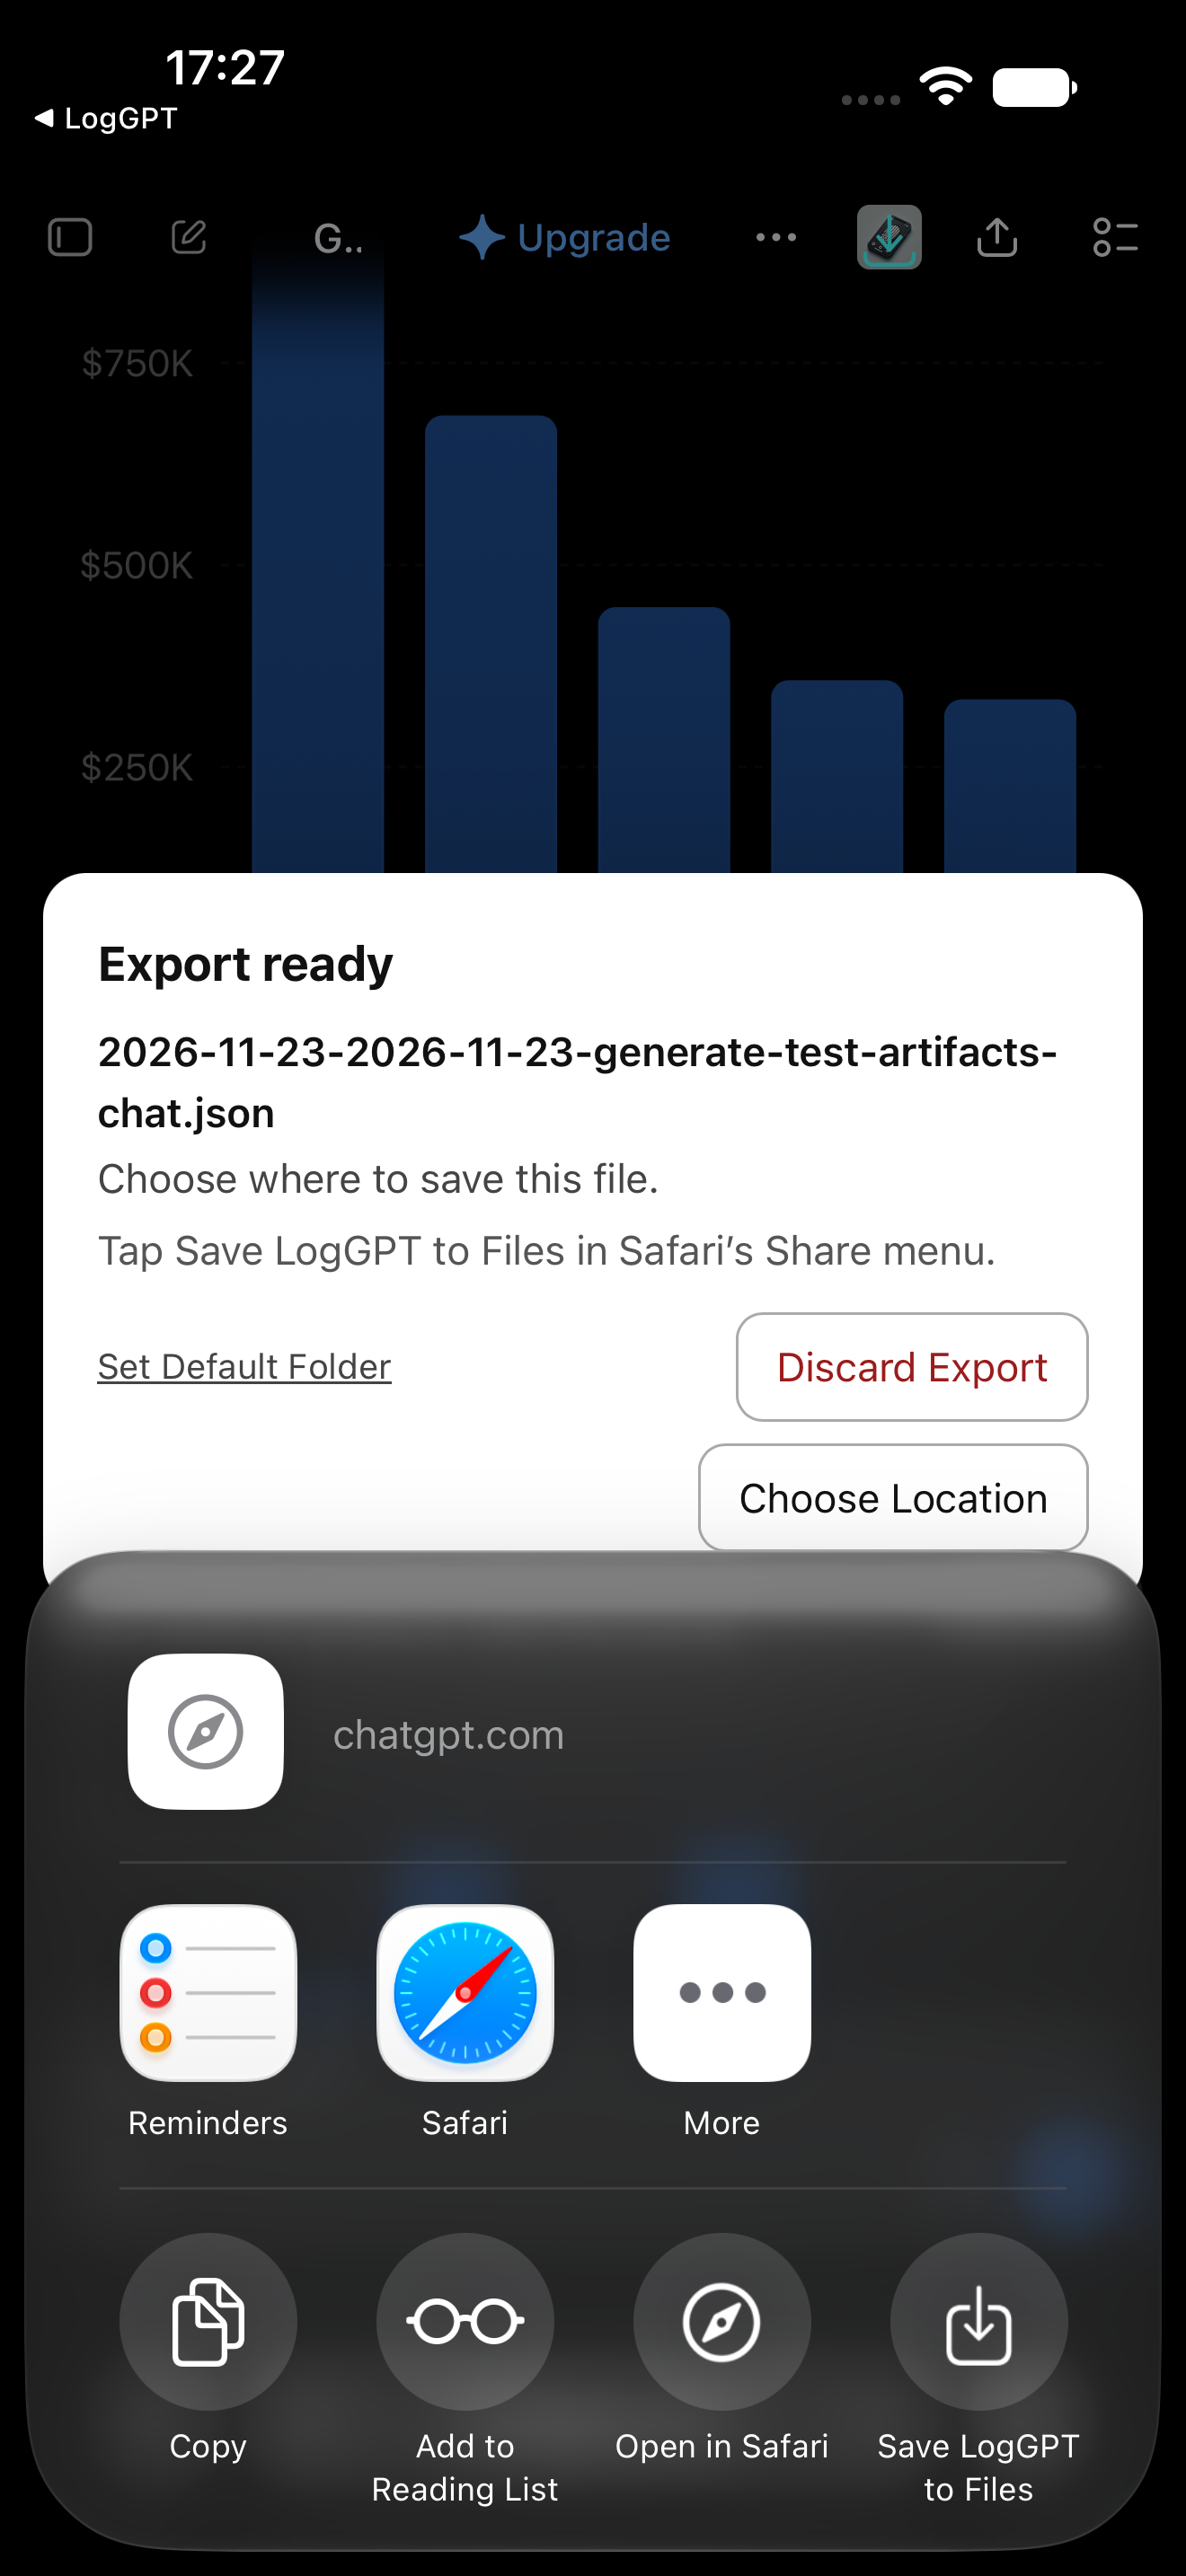 17:27
◀ LogGPT
G..
Upgrade
$750K
$500K
$250K
Export ready
2026-11-23-2026-11-23-generate-test-artifacts-
chat.json
Choose where to save this file.
Tap Save LogGPT to Files in Safari’s Share menu.
Set Default Folder
Discard Export
Choose Location
chatgpt.com
Reminders
Safari
More
Copy
Add to
Reading List
Open in Safari
Save LogGPT
to Files